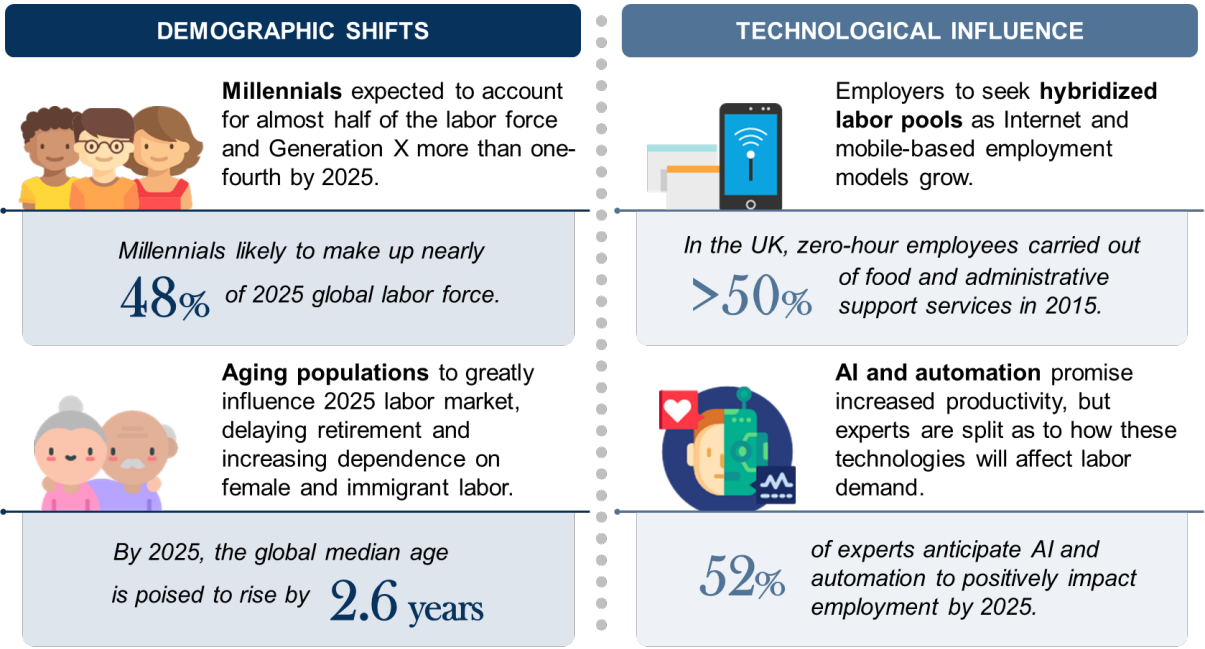 DEMOGRAPHIC SHIFTS
Millennials expected to account
for almost half of the labor force
and Generation X more than one-
fourth by 2025.
Millennials likely to make up nearly
48% of 2025 global labor force.
Aging populations to greatly
influence 2025 labor market,
delaying retirement and
increasing dependence on
female and immigrant labor.
By 2025, the global median age
is poised to rise by 2.6 years
TECHNOLOGICAL INFLUENCE
Employers to seek hybridized
labor pools as Internet and
mobile-based employment
models grow.
In the UK, zero-hour employees carried out
>50% of food and administrative
support services in 2015.
AI and automation promise
increased productivity, but
experts are split as to how these
technologies will affect labor
demand.
52% of experts anticipate AI and
automation to positively impact
employment by 2025.